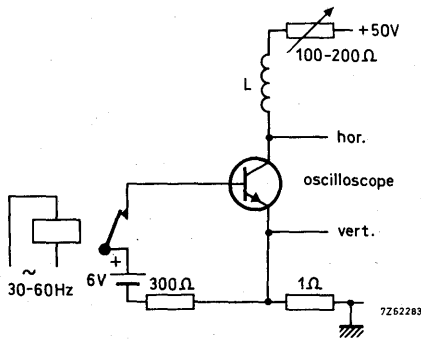 +50V
100-200Ω
L
hor.
oscilloscope
vert.
+
~
30-60Hz
6V
300Ω
1Ω
7Z62283